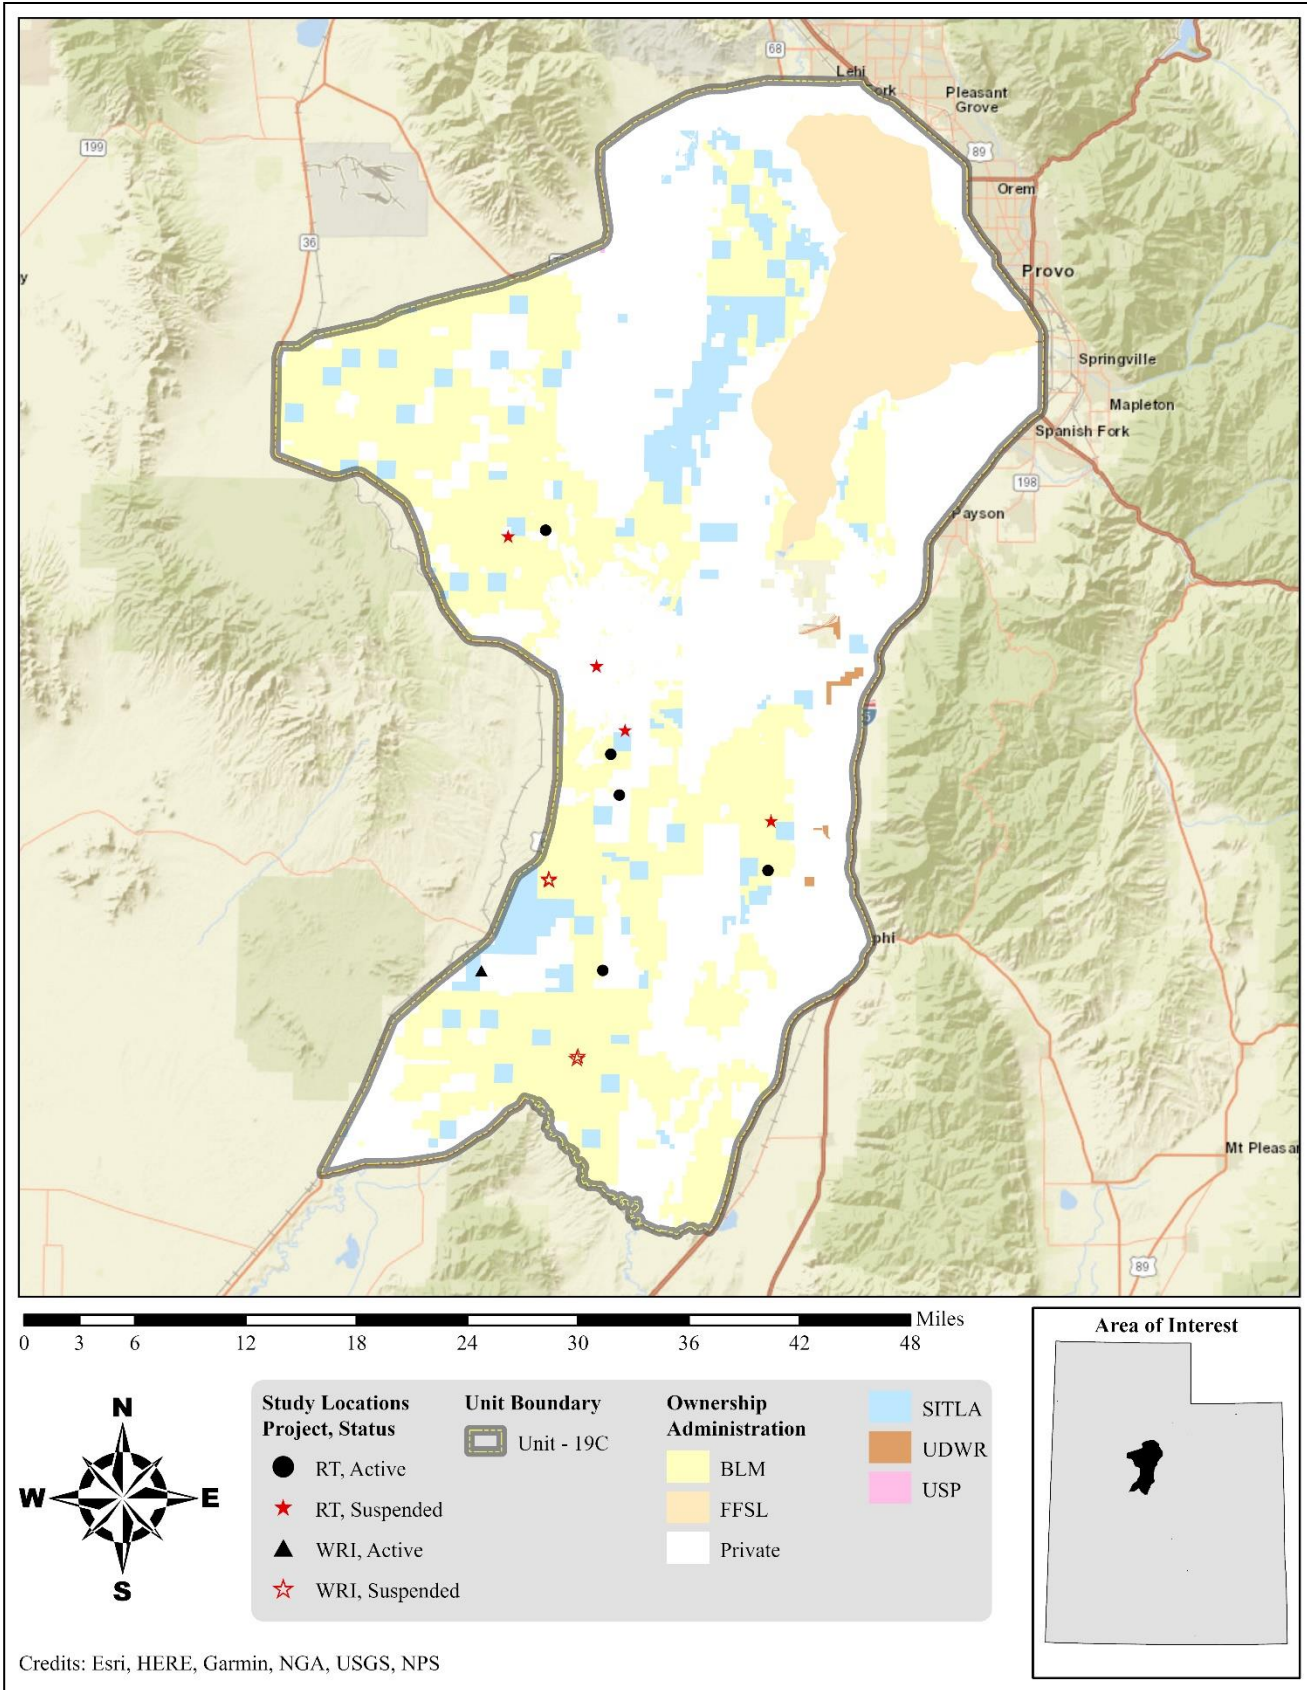 68
Lehi
ork
Pleasant
Grove
199
89
Orem
36
Provo
y
Springville
Mapleton
Spanish Fork
198
Payson
phi
Mt Pleasan
89
0 3 6 12 18 24 30 36 42 48 Miles
Area of Interest
N
W E
S
Study Locations
Project, Status
RT, Active
RT, Suspended
WRI, Active
WRI, Suspended
Unit Boundary
Unit - 19C
Ownership
Administration
BLM
FFSL
Private
SITLA
UDWR
USP
Credits: Esri, HERE, Garmin, NGA, USGS, NPS